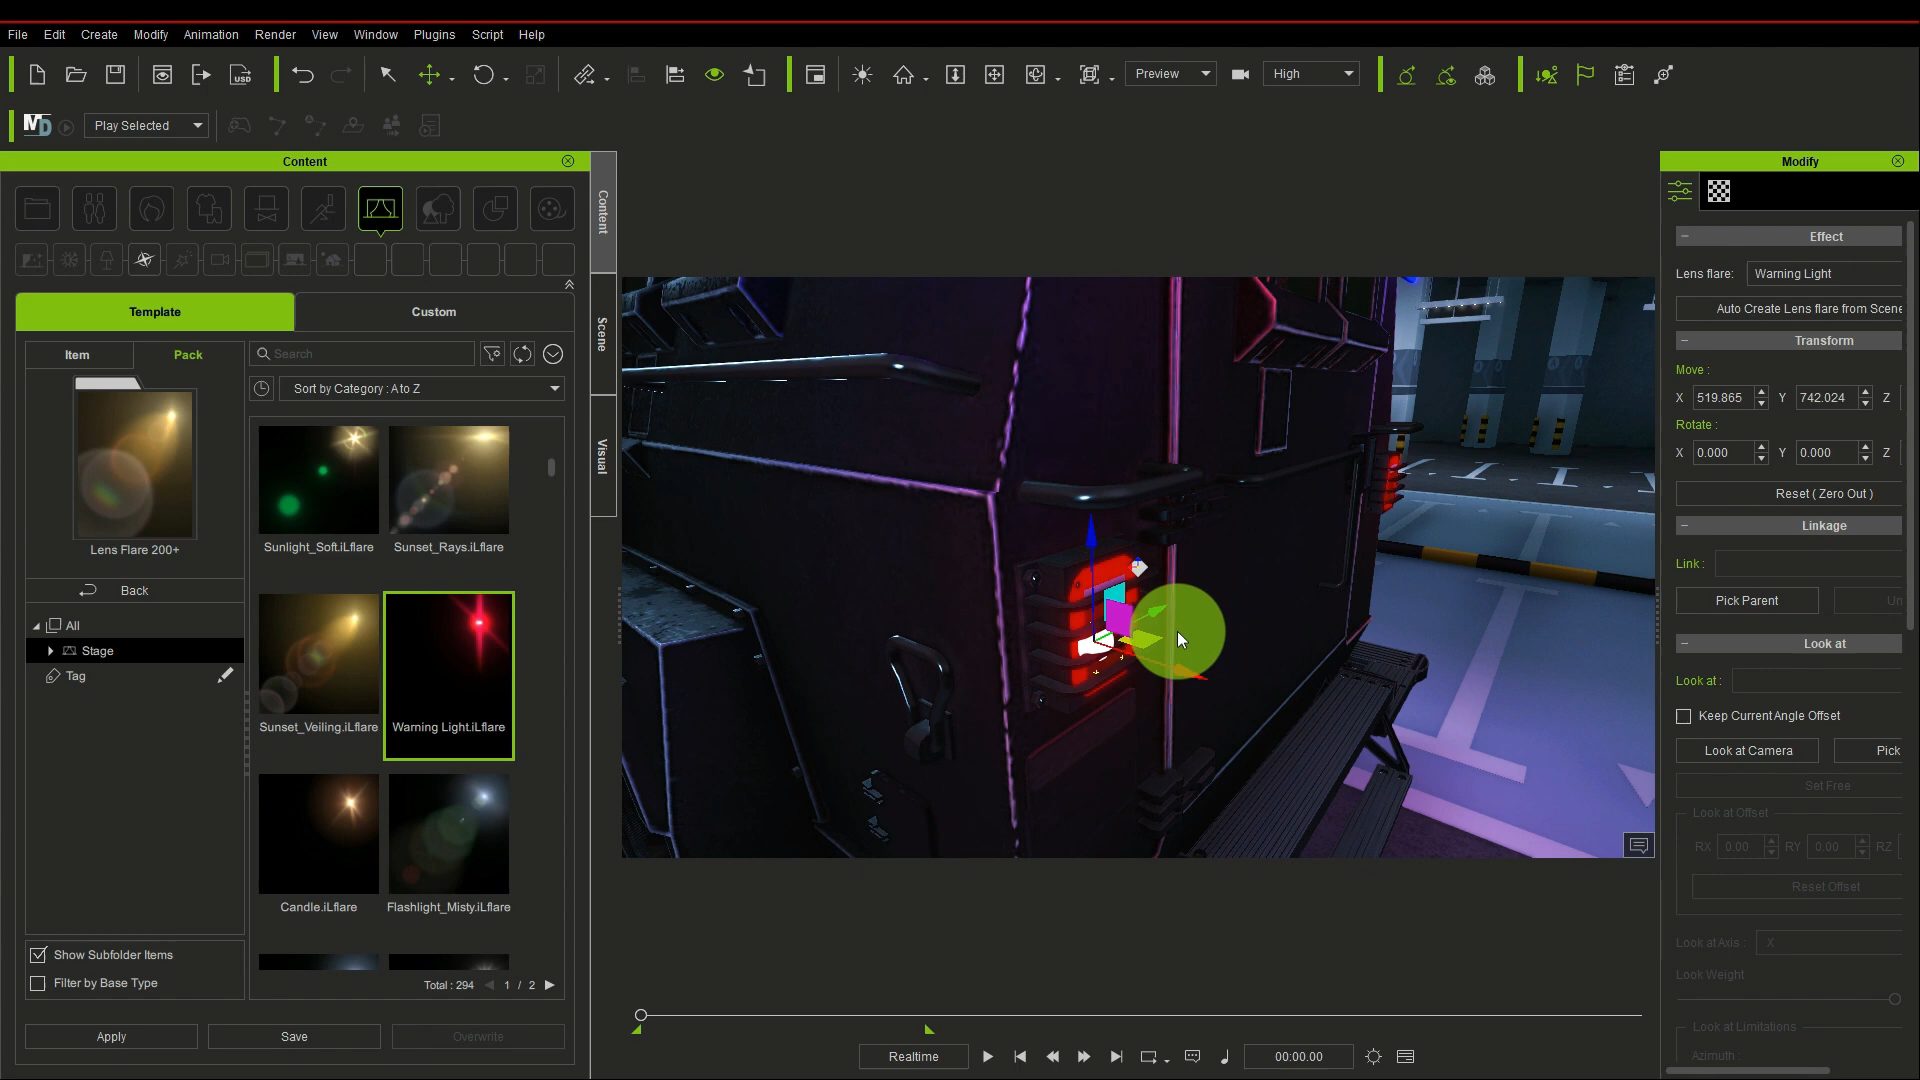 File Edit Create Modify Animation Render View Window Plugins Script Help
USD
Preview
High
MD
Play Selected
Content
Modify
Content
Scene
Visual
Template
Custom
Item
Pack
Search
Sort by Category : A to Z
Lens Flare 200+
Back
All
Stage
Tag
Sunlight_Soft.iLflare
Sunset_Rays.iLflare
Sunset_Veiling.iLflare
Warning Light.iLflare
Candle.iLflare
Flashlight_Misty.iLflare
Show Subfolder Items
Filter by Base Type
Total : 294
1 / 2
Apply
Save
Overwrite
Realtime
00:00.00
Effect
Lens flare: Warning Light
Auto Create Lens flare from Scene
Transform
Move :
X 519.865 Y 742.024 Z
Rotate :
X 0.000 Y 0.000 Z
Reset ( Zero Out )
Linkage
Link :
Pick Parent
Un
Look at
Look at :
Keep Current Angle Offset
Look at Camera
Pick
Set Free
Look at Offset
RX 0.00 RY 0.00 RZ
Reset Offset
Look at Axis : X
Look Weight
Look at Limitations
Azimuth :